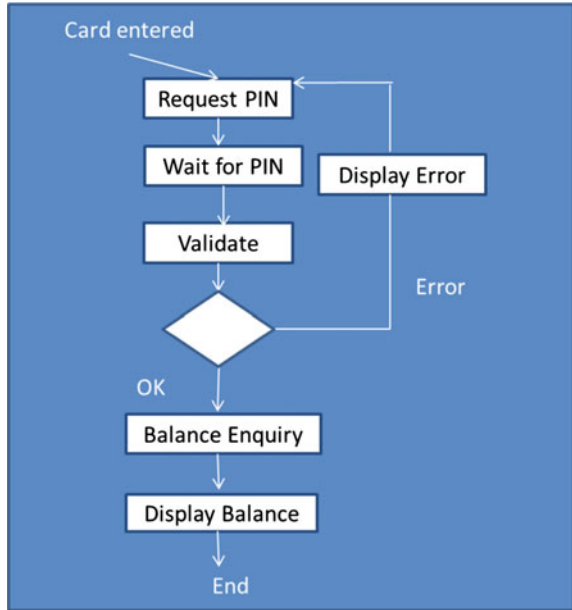 Card entered
Request PIN
Wait for PIN
Display Error
Validate
Error
OK
Balance Enquiry
Display Balance
End